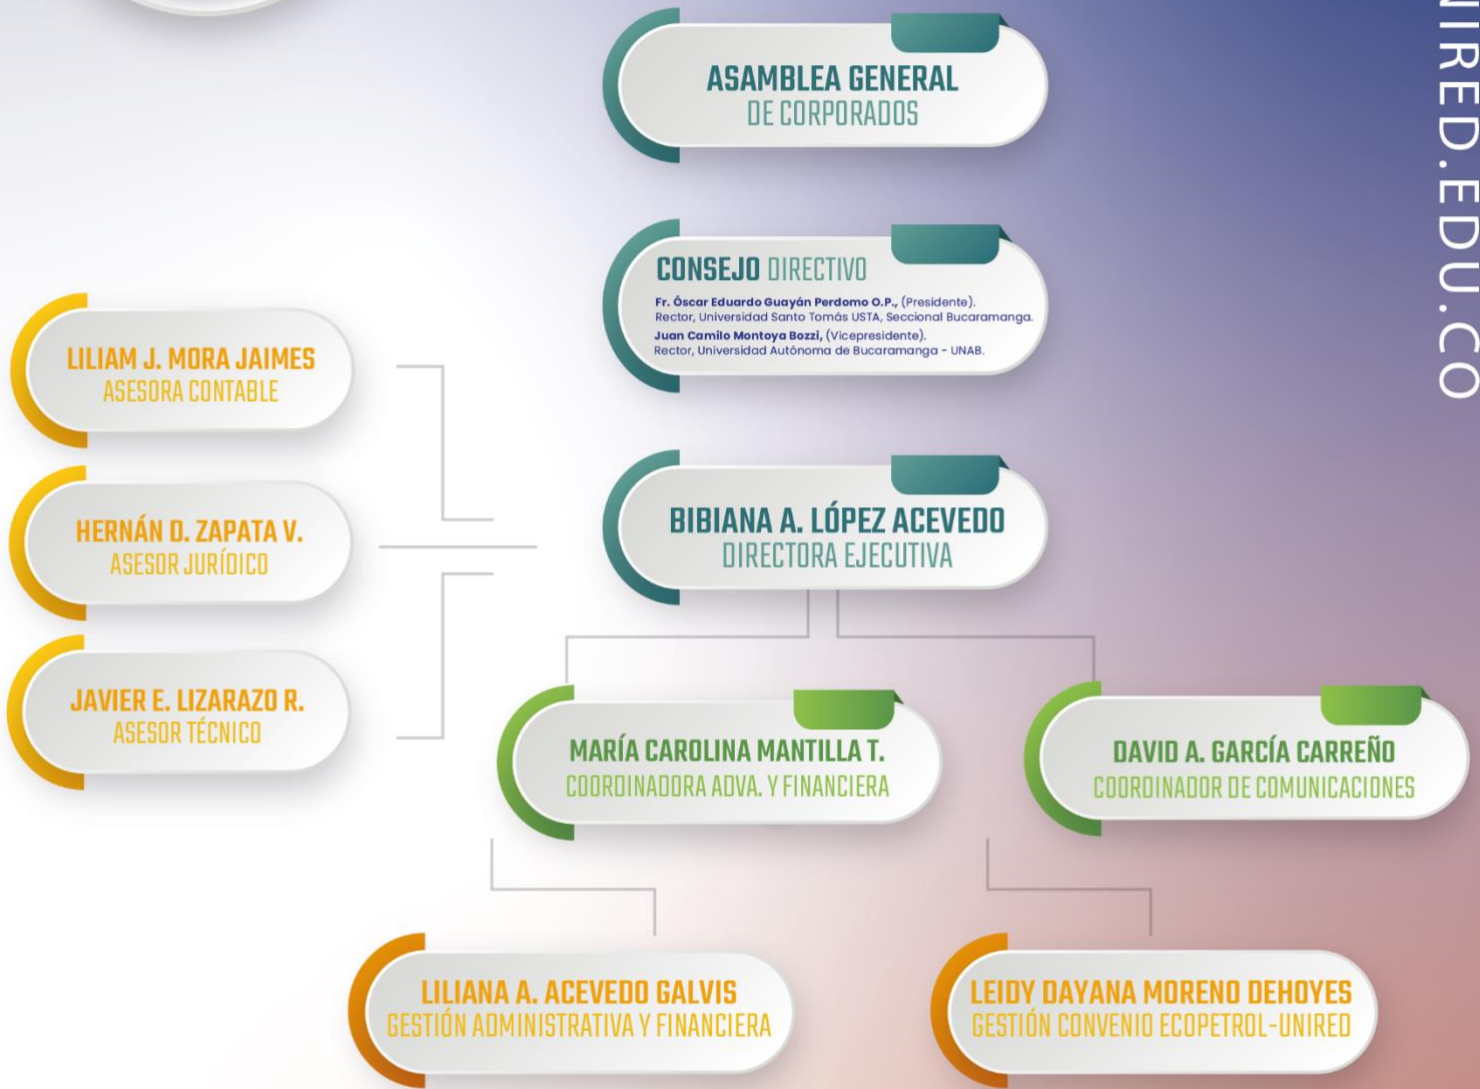 ASAMBLEA GENERAL
DE CORPORADOS
CONSEJO DIRECTIVO
Fr. Óscar Eduardo Guayán Perdomo O.P., (Presidente).
Rector, Universidad Santo Tomás USTA, Seccional Bucaramanga.
Juan Camilo Montoya Bozzi, (Vicepresidente).
Rector, Universidad Autónoma de Bucaramanga - UNAB.
LILIAM J. MORA JAIMES
ASESORA CONTABLE
HERNÁN D. ZAPATA V.
ASESOR JURÍDICO
JAVIER E. LIZARAZO R.
ASESOR TÉCNICO
BIBIANA A. LÓPEZ ACEVEDO
DIRECTORA EJECUTIVA
MARÍA CAROLINA MANTILLA T.
COORDINADORA ADVA. Y FINANCIERA
DAVID A. GARCÍA CARREÑO
COORDINADOR DE COMUNICACIONES
LILIANA A. ACEVEDO GALVIS
GESTIÓN ADMINISTRATIVA Y FINANCIERA
LEIDY DAYANA MORENO DEHOYES
GESTIÓN CONVENIO ECOPETROL-UNIRED
NIRED.EDU.CO